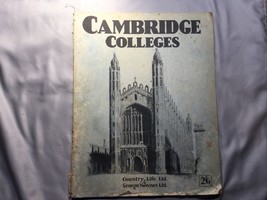 CAMBRIDGE
COLLEGES
Country Life Ltd.
George Newnes Ltd.
2/6